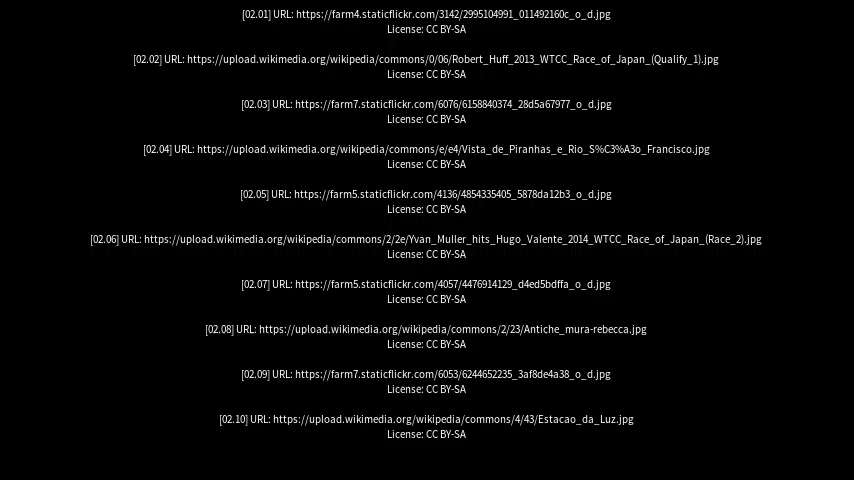 [02.01] URL: https://farm4.staticflickr.com/3142/2995104991_011492160c_o_d.jpg
License: CC BY-SA
[02.02] URL: https://upload.wikimedia.org/wikipedia/commons/0/06/Robert_Huff_2013_WTCC_Race_of_Japan_(Qualify_1).jpg
License: CC BY-SA
[02.03] URL: https://farm7.staticflickr.com/6076/6158840374_28d5a67977_o_d.jpg
License: CC BY-SA
[02.04] URL: https://upload.wikimedia.org/wikipedia/commons/e/e4/Vista_de_Piranhas_e_Rio_S%C3%A3o_Francisco.jpg
License: CC BY-SA
[02.05] URL: https://farm5.staticflickr.com/4136/4854335405_5878da12b3_o_d.jpg
License: CC BY-SA
[02.06] URL: https://upload.wikimedia.org/wikipedia/commons/2/2e/Yvan_Muller_hits_Hugo_Valente_2014_WTCC_Race_of_Japan_(Race_2).jpg
License: CC BY-SA
[02.07] URL: https://farm5.staticflickr.com/4057/4476914129_d4ed5bdffa_o_d.jpg
License: CC BY-SA
[02.08] URL: https://upload.wikimedia.org/wikipedia/commons/2/23/Antiche_mura-rebecca.jpg
License: CC BY-SA
[02.09] URL: https://farm7.staticflickr.com/6053/6244652235_3af8de4a38_o_d.jpg
License: CC BY-SA
[02.10] URL: https://upload.wikimedia.org/wikipedia/commons/4/43/Estacao_da_Luz.jpg
License: CC BY-SA